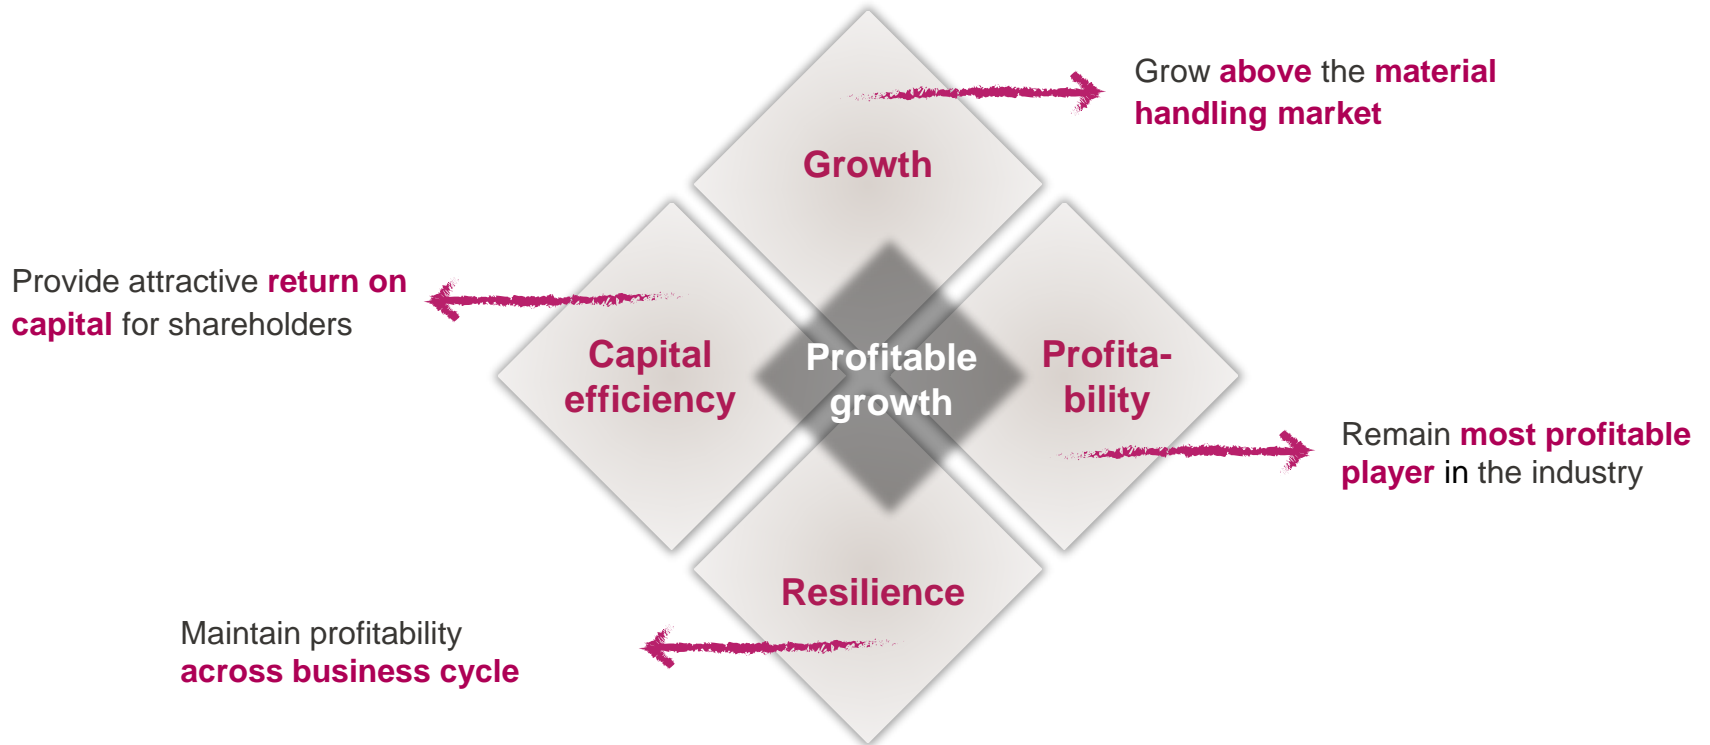 Grow above the material
handling market
Growth
Provide attractive return on
capital for shareholders
Capital
efficiency
Profitable
growth
Profita-
bility
Remain most profitable
player in the industry
Resilience
Maintain profitability
across business cycle